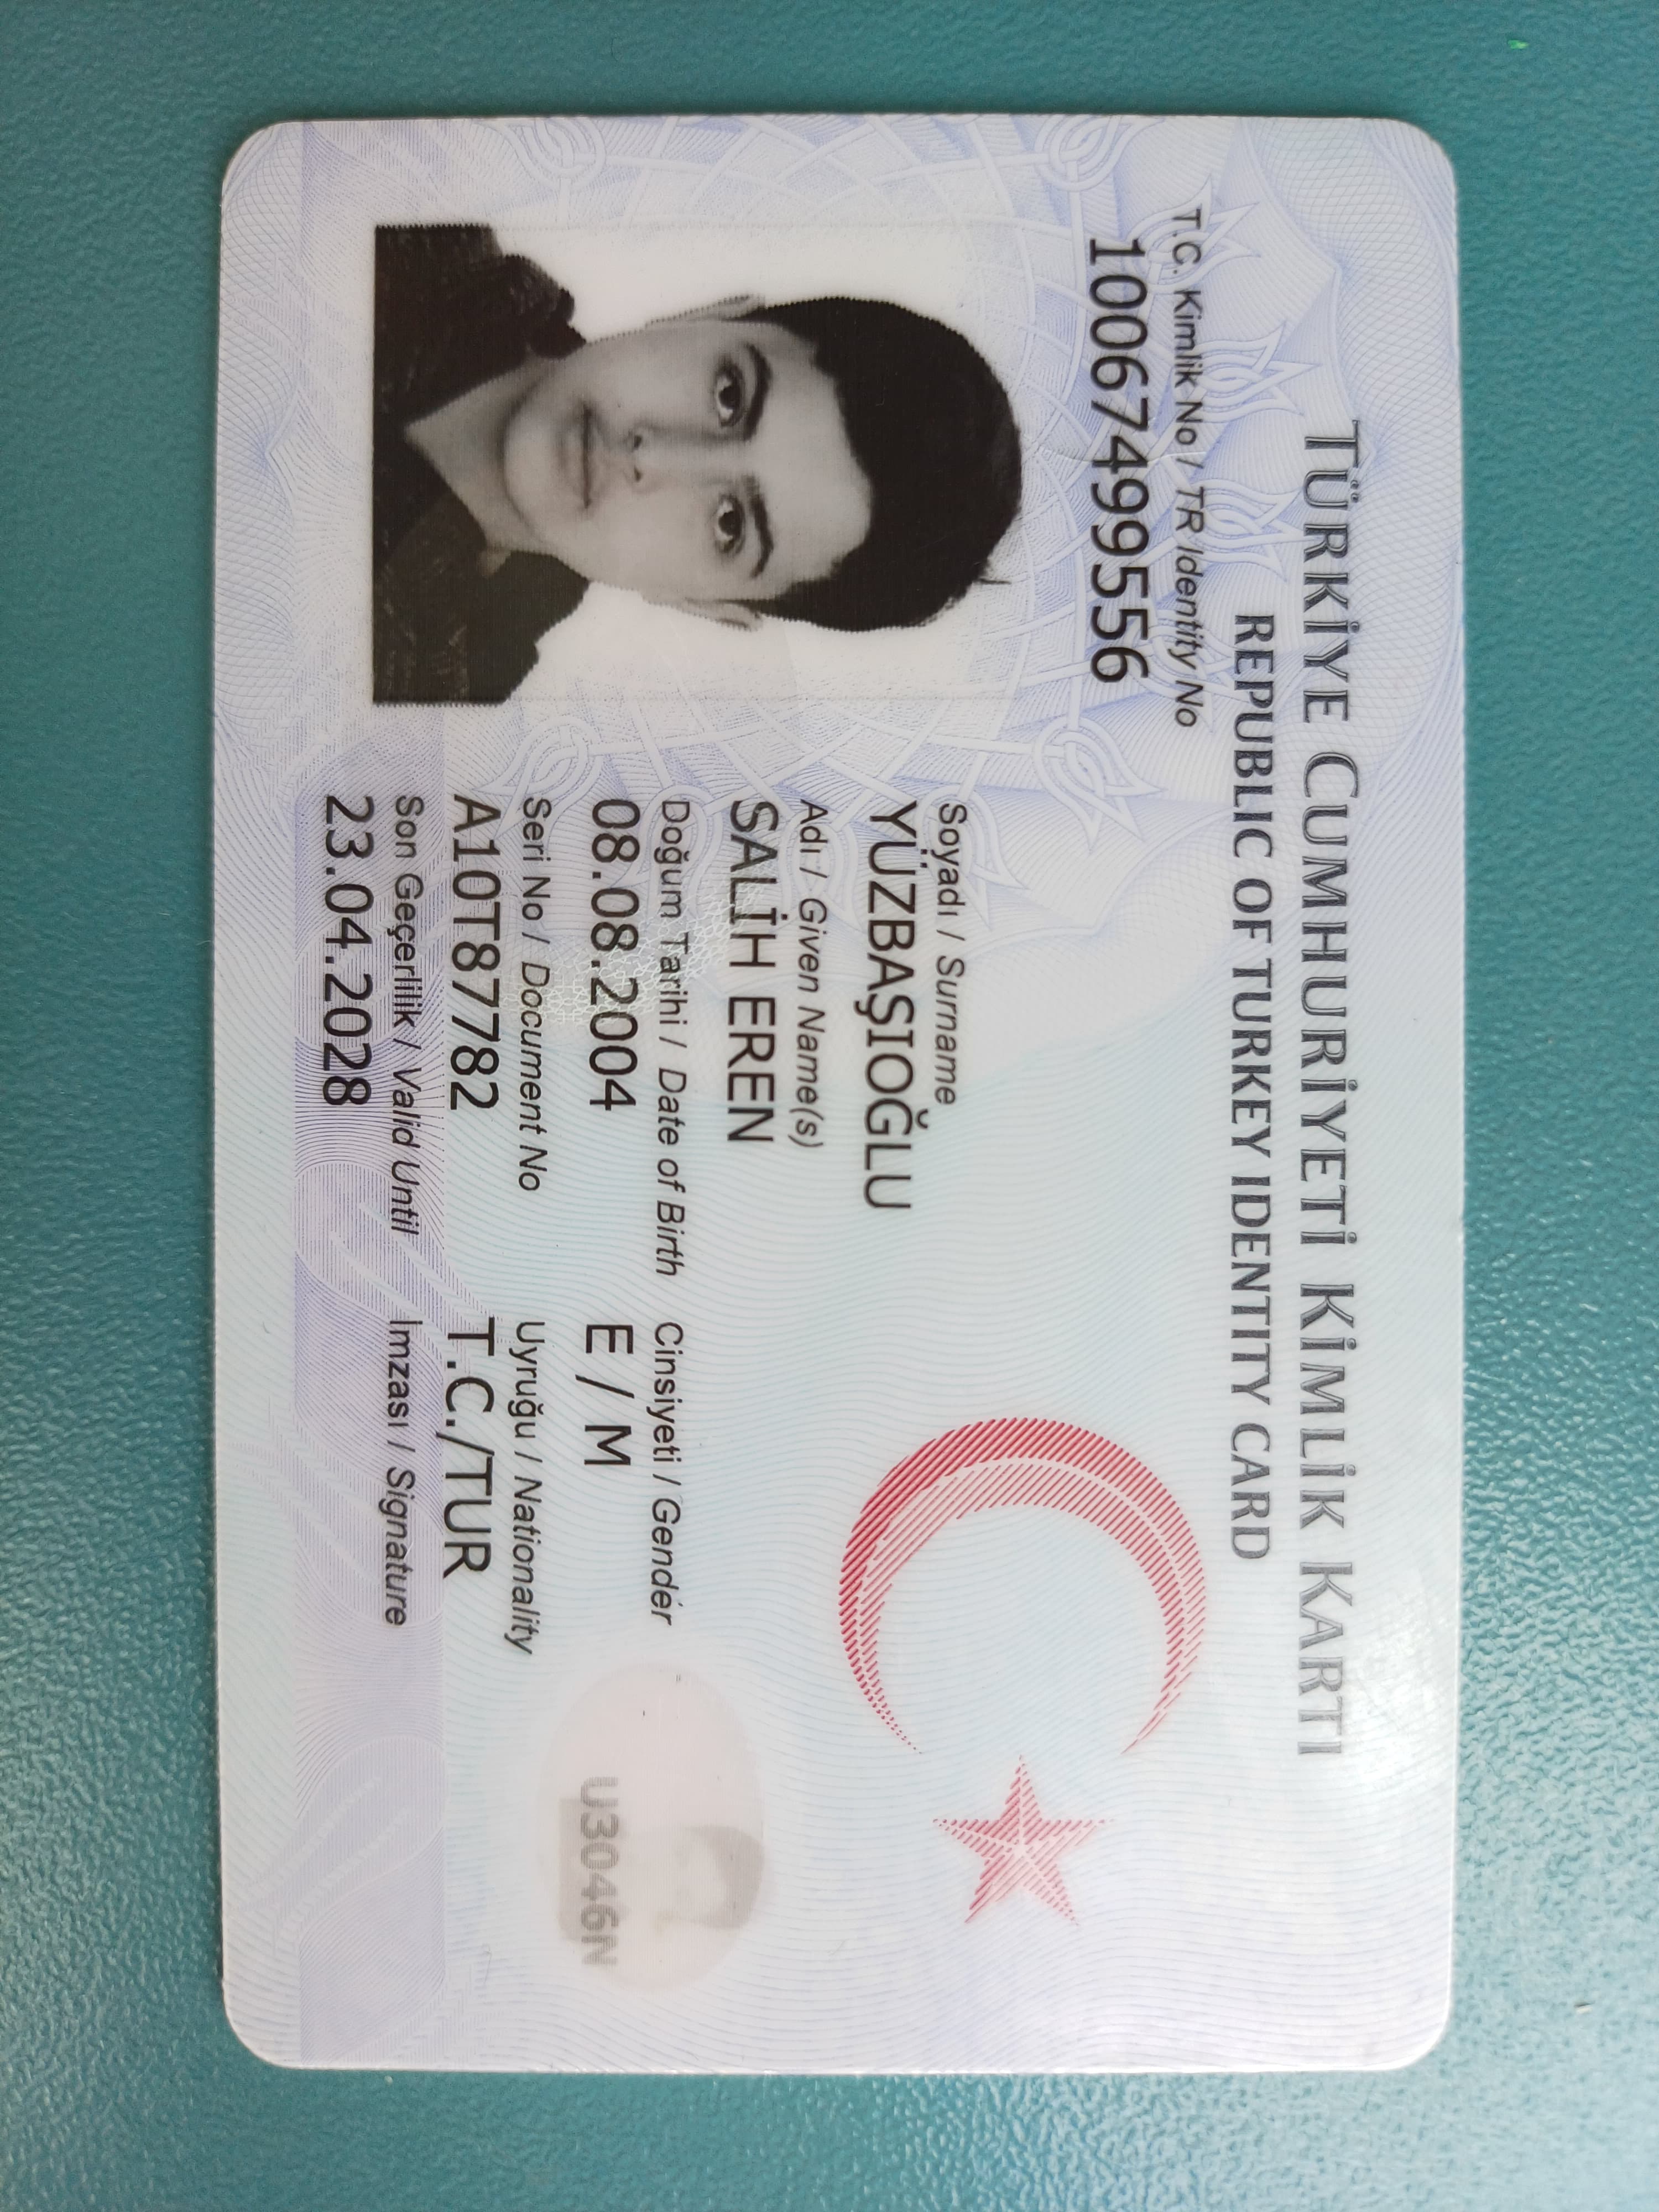 TÜRKİYE CUMHURİYETİ KİMLİK KARTI
REPUBLIC OF TURKEY IDENTITY CARD
T.C. Kimlik No / TR Identity No
10067499556
Soyadı / Surname
YÜZBAŞIOĞLU
Adı / Given Name(s)
SALİH EREN
Doğum Tarihi / Date of Birth
08.08.2004
Cinsiyeti / Gender
E / M
Seri No / Document No
A10T87782
Uyruğu / Nationality
T.C./TUR
Son Geçerlilik / Valid Until
23.04.2028
İmzası / Signature
U3046N